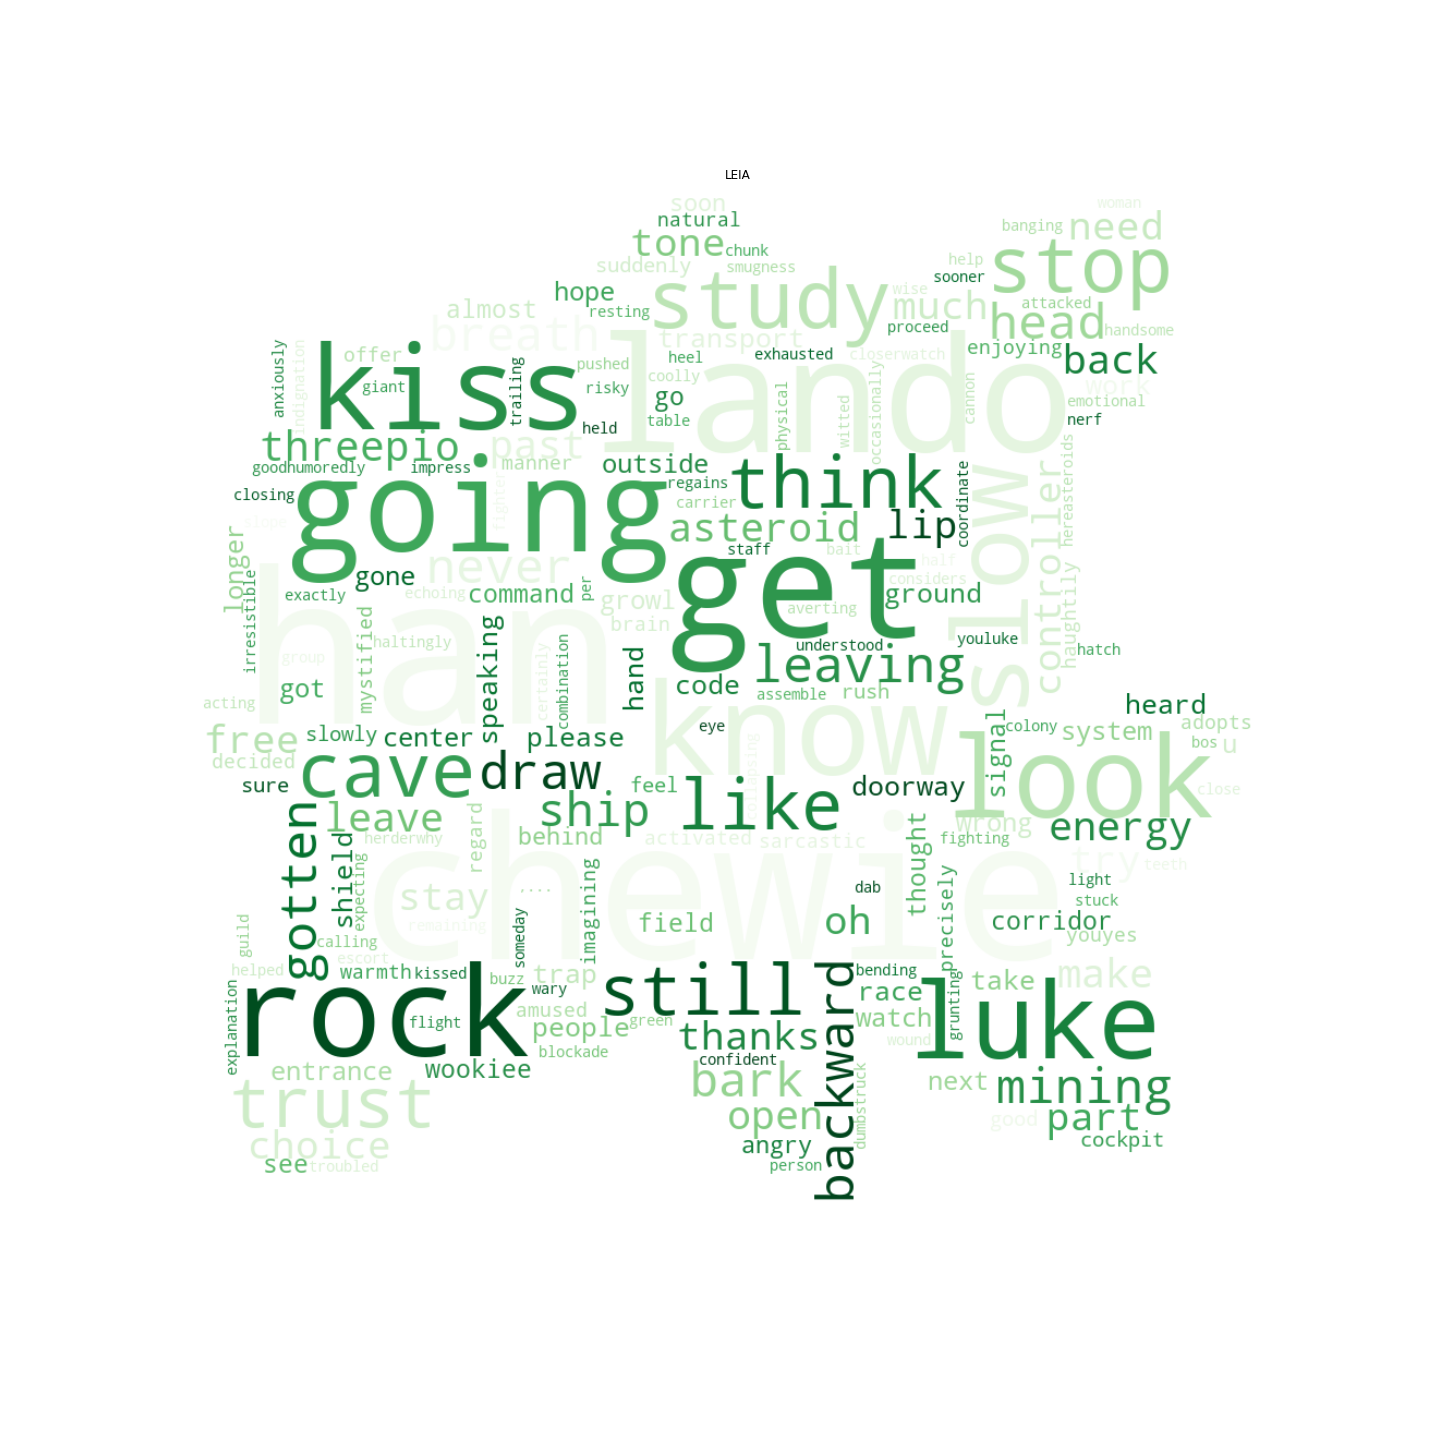 LEIA
soon
woman
natural
banging
need
tone
chunk
stop
suddenly
smugness
help
sooner
hope
study
wise
attacked
almost
resting
much
head
handsome
breath
transport
proceed
kiss
lando
anxiously
indignation
offer
trailing
pushed
heel
exhausted
closerwatch
enjoying
back
giant
risky
coolly
go
physical
witted
occasionally
cannon
work
emotional
threepio
past
held
table
nerf
goodhumoredly
impress
manner
outside
think
coordinate
hereasteroids
closing
going
regains
carrier
slow
controller
slope
fighter
asteroid
lip
longer
never
staff
bait
half
gone
get
considers
haughtily
irresistible
exactly
echoing
command
per
growl
averting
ground
han
mystified
haltingly
speaking
brain
understood
youluke
hatch
group
certainly
combination
hand
leaving
got
code
assemble
rush
acting
know
signal
heard
free
slowly
center
please
eye
look
colony
system
adopts
decided
collapsing
bos
u
sure
cave
draw
feel
doorway
close
gotten
leave
ship
like
wrong
energy
shield
herderwhy
regard
behind
activated
sarcastic
thought
fighting
expecting
chewie
try
teeth
stay
....
imagining
dab
precisely
light
stuck
guild
remaining
someday
field
oh
corridor
calling
escort
backward
youyes
helped
warmth
kissed
buzz
trap
still
bending
take
make
explanation
rock
wary
race
grunting
luke
flight
amused
green
people
thanks
watch
blockade
confident
wound
entrance
wookiee
bark
dumbstruck
next
mining
trust
open
good
part
choice
angry
cockpit
see
troubled
person